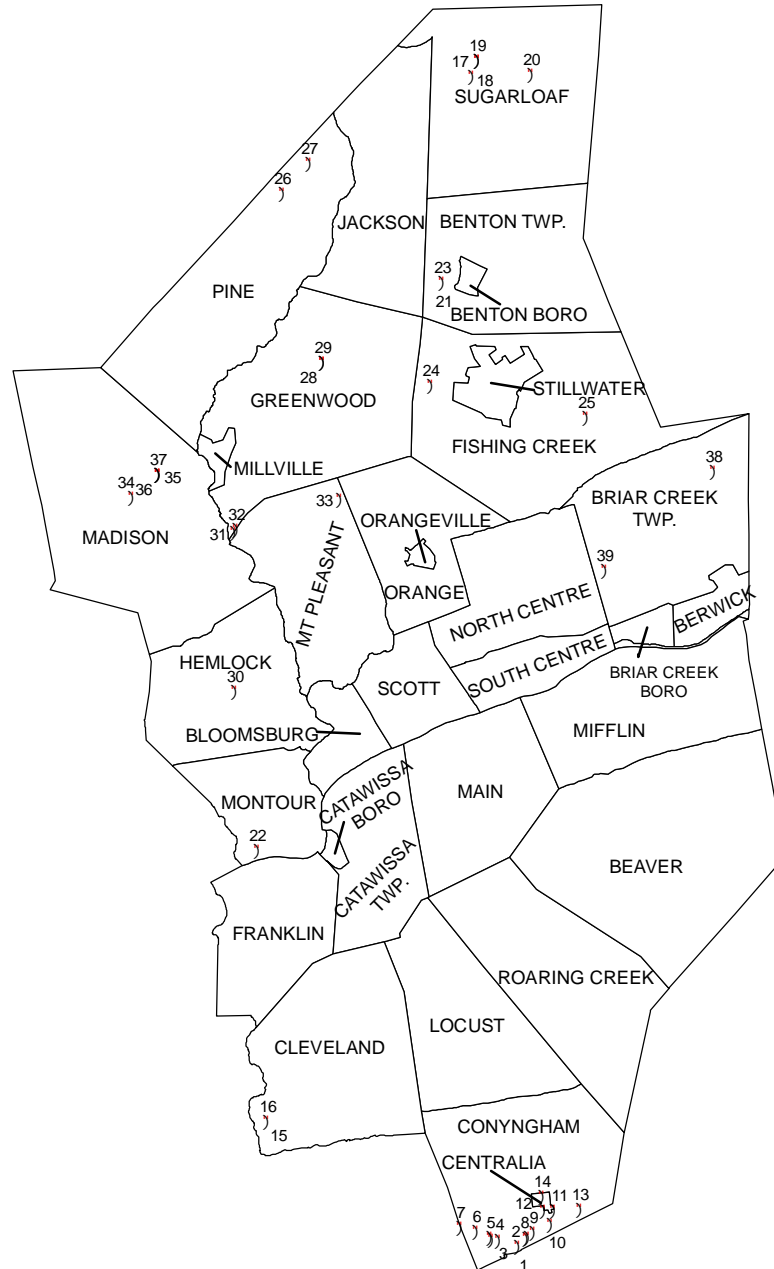 19
17
20
18
SUGARLOAF
27
26
JACKSON
BENTON TWP.
23
PINE
21
BENTON BORO
29
28
24
STILLWATER
GREENWOOD
25
FISHING CREEK
37
35
MILLVILLE
38
34
36
33
BRIAR CREEK
TWP.
32
31
ORANGEVILLE
MADISON
MT PLEASANT
39
ORANGE
NORTH CENTRE
BERWICK
HEMLOCK
30
SCOTT
SOUTH CENTRE
BRIAR CREEK
BORO
BLOOMSBURG
MIFFLIN
CATAWISSA
BORO
MAIN
MONTOUR
22
CATAWISSA
TWP.
BEAVER
FRANKLIN
ROARING CREEK
LOCUST
CLEVELAND
16
15
CONYNGHAM
CENTRALIA
14
12
11
13
7
6
5
4
2
8
9
10
3
1